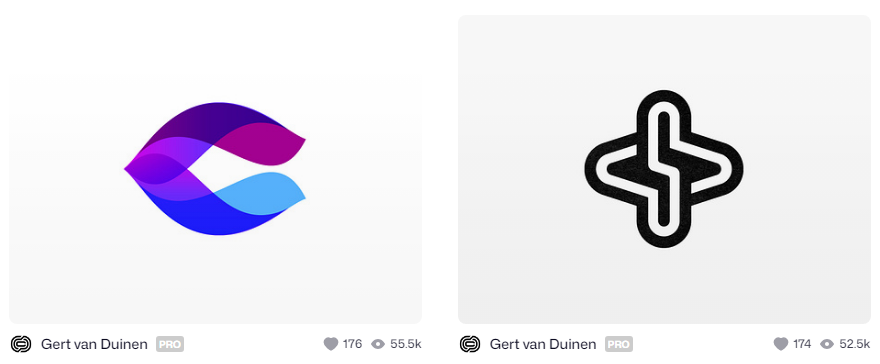 Gert van Duinen PRO 176 55.5k
Gert van Duinen PRO 174 52.5k